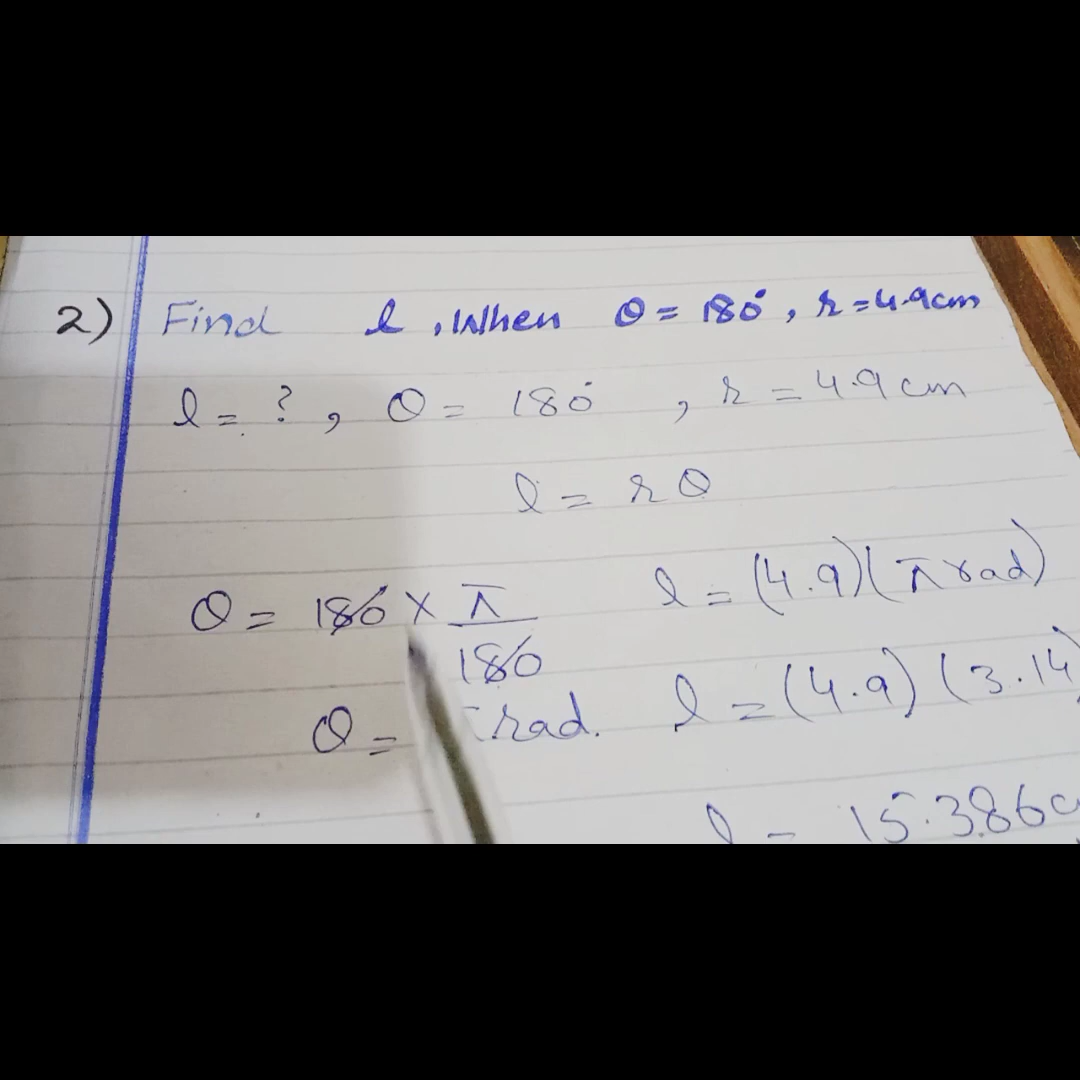 2) Find l, When θ = 180°, r = 4.9cm
l = ?, θ = 180°, r = 4.9 cm
l = rθ
θ = 180 × π/180 l = (4.9)(π rad)
θ = rad. l = (4.9)(3.14)
l = 15.386c